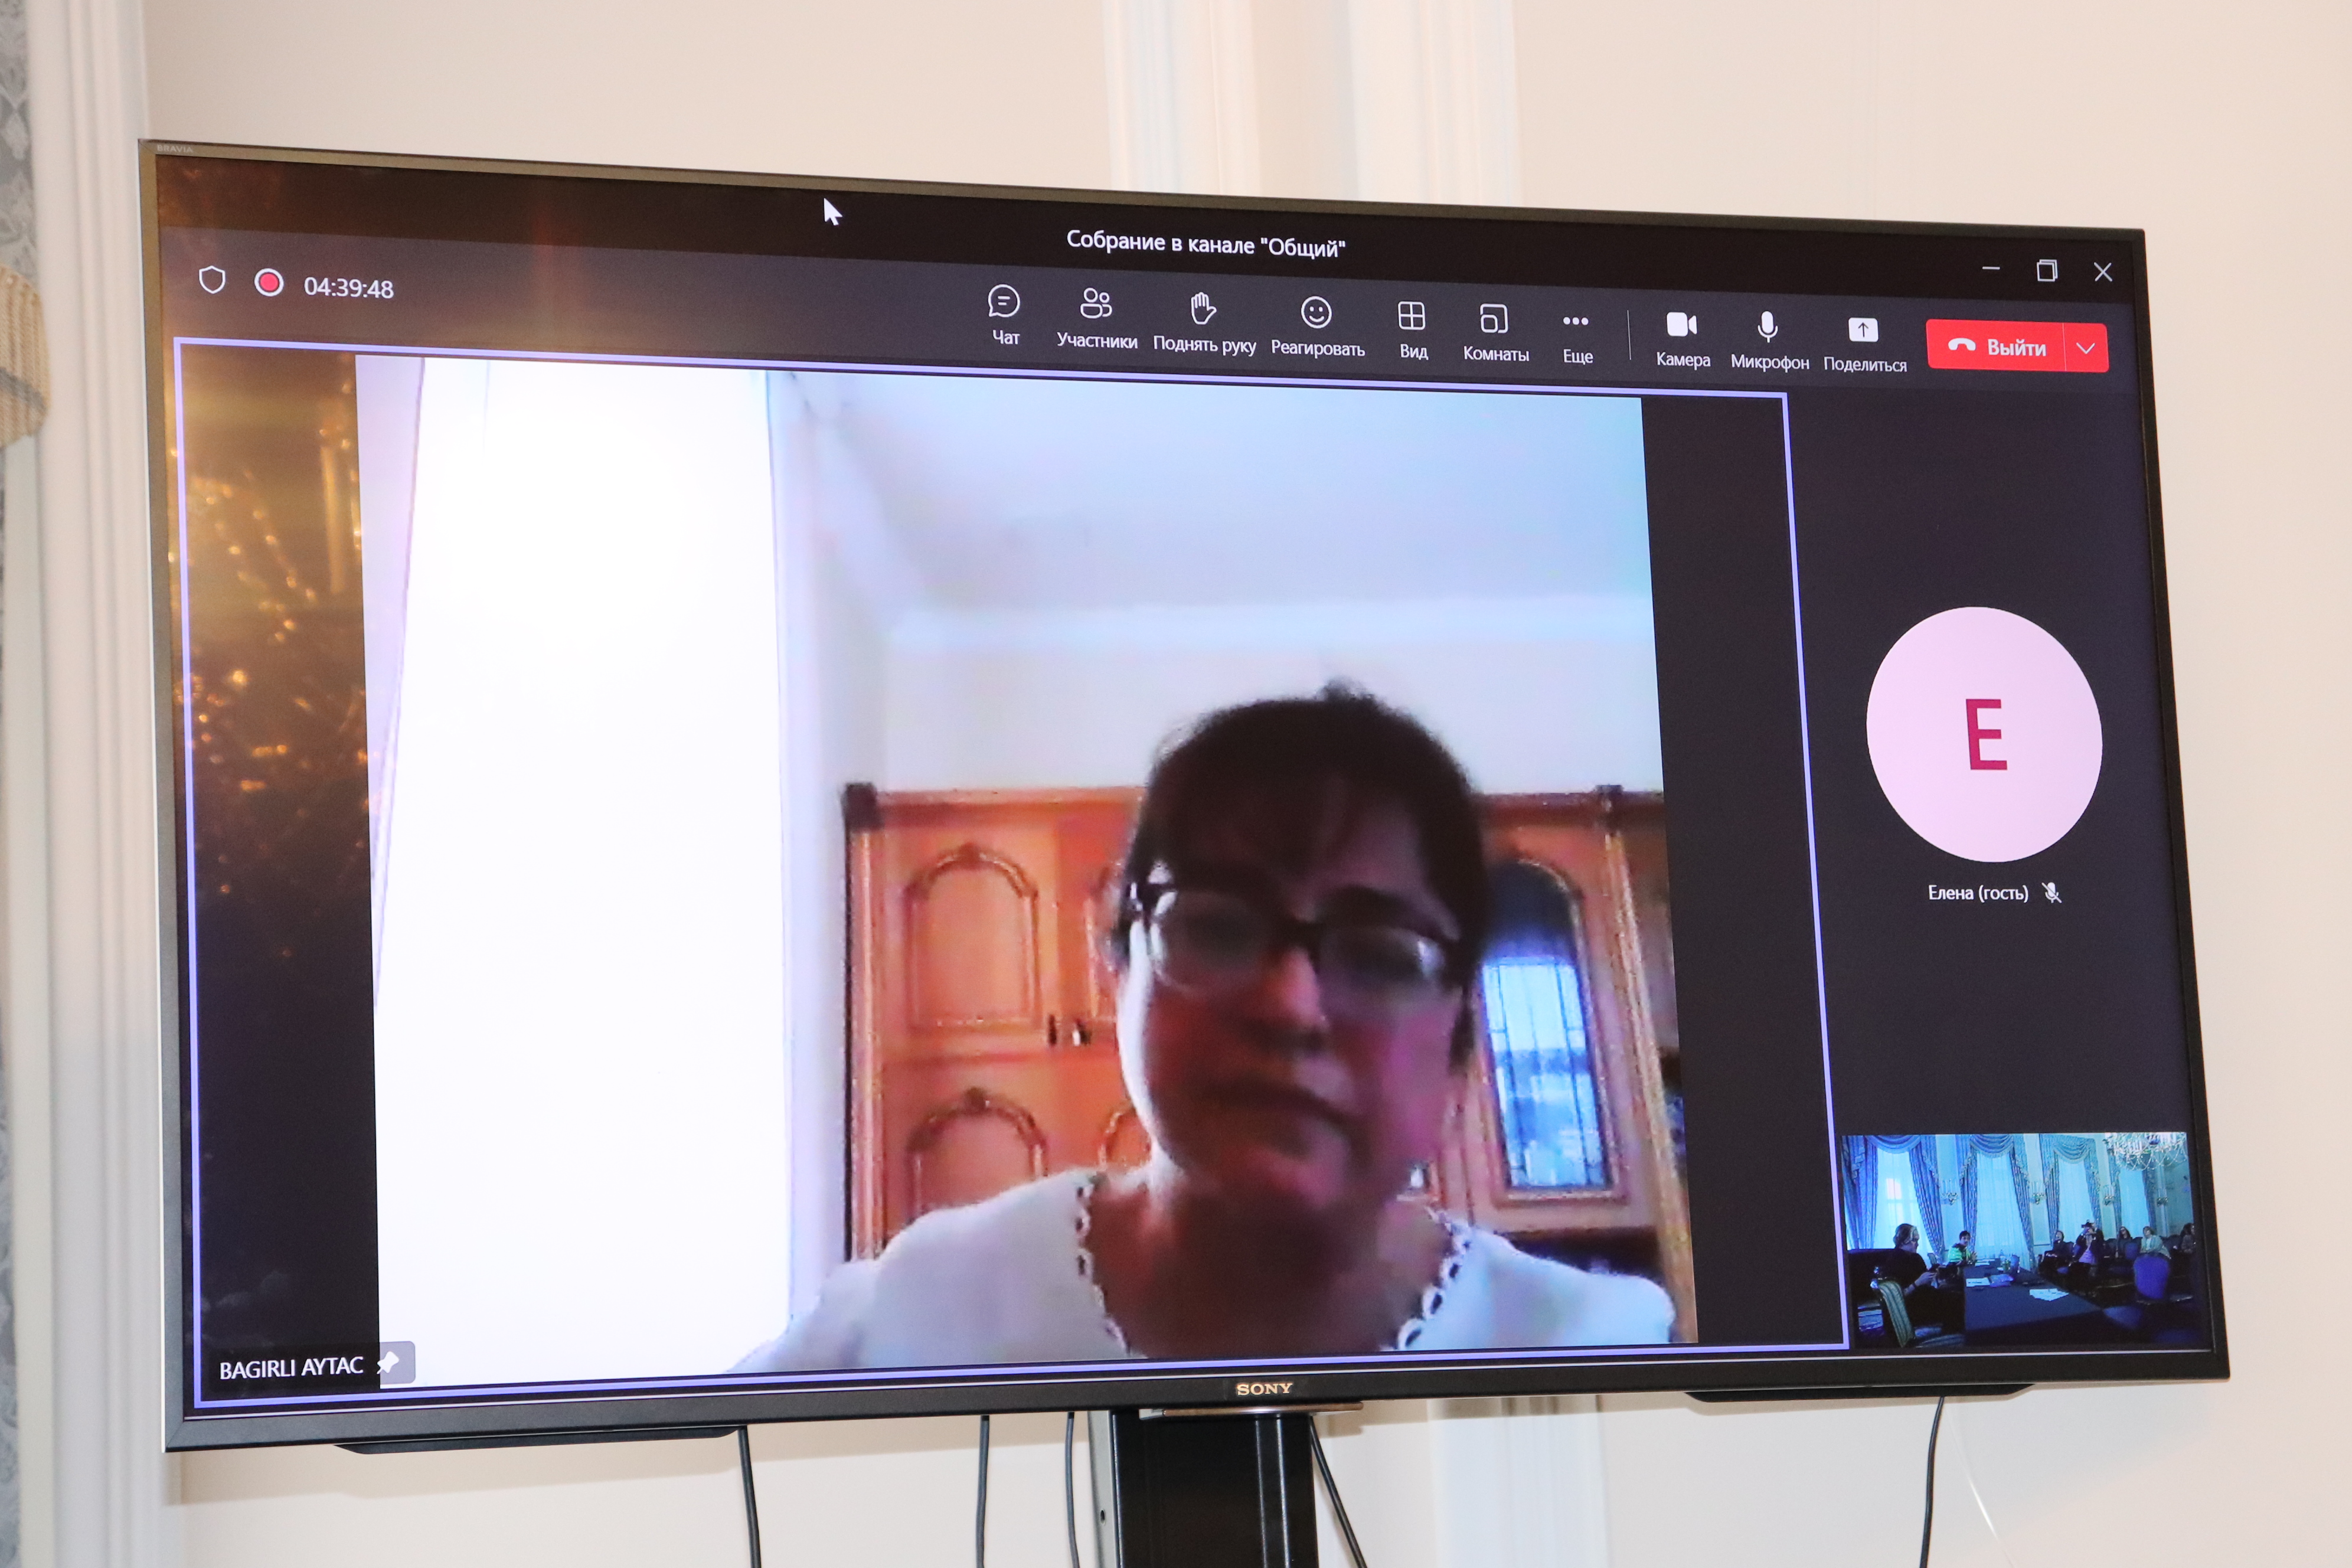 BRAVIA
Собрание в канале "Общий"
04:39:48
Чат
Участники
Поднять руку
Реагировать
Вид
Комнаты
Еще
Камера
Микрофон
Поделиться
Выйти
E
Елена (гость)
BAGIRLI AYTAC
SONY